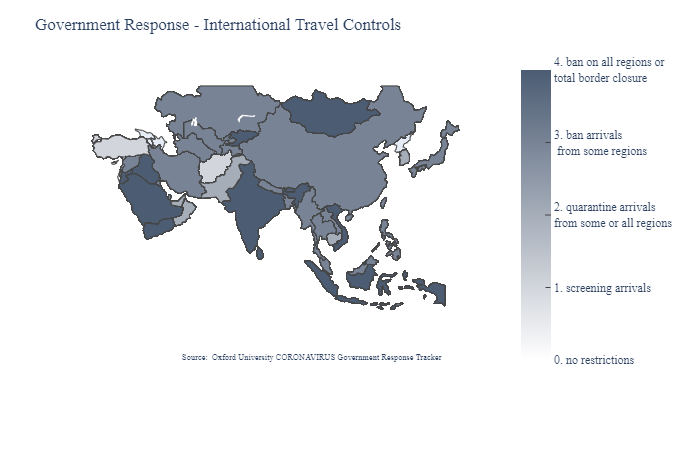 Government Response - International Travel Controls
4. ban on all regions or
total border closure
3. ban arrivals
from some regions
2. quarantine arrivals
from some or all regions
1. screening arrivals
0. no restrictions
Source: Oxford University CORONAVIRUS Government Response Tracker